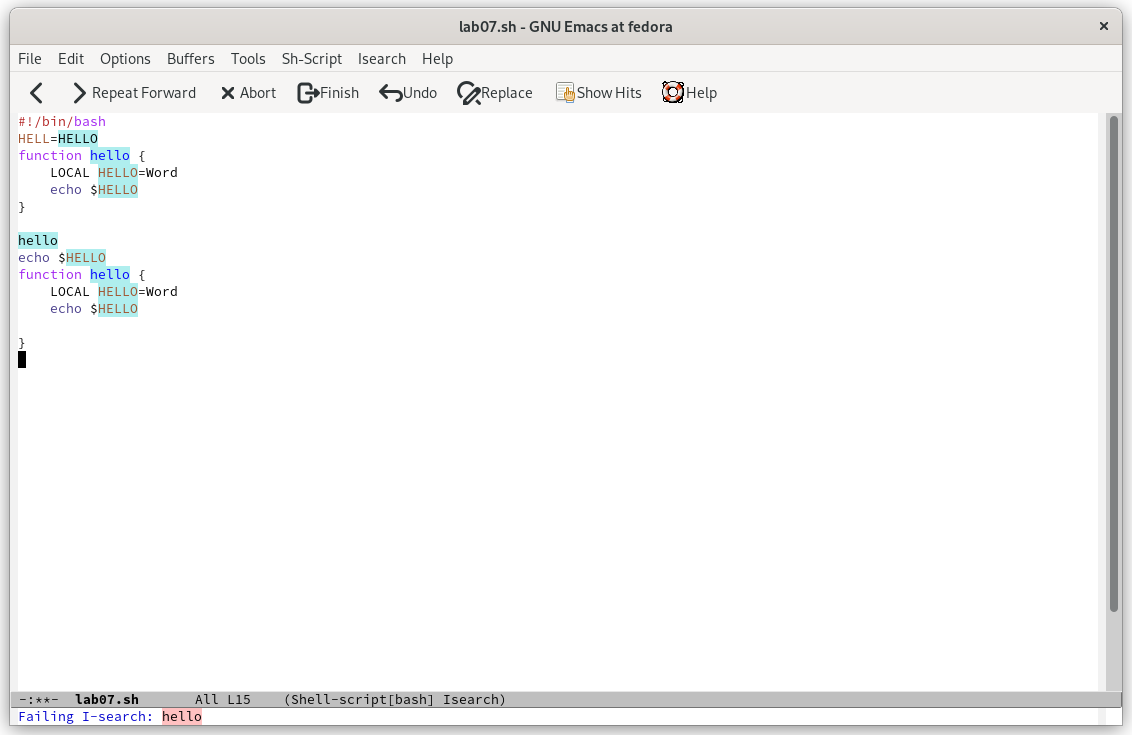 lab07.sh - GNU Emacs at fedora
File Edit Options Buffers Tools Sh-Script Isearch Help
Repeat Forward Abort Finish Undo Replace Show Hits Help
#!/bin/bash
HELL=HELLO
function hello {
    LOCAL HELLO=Word
    echo $HELLO
}
hello
echo $HELLO
function hello {
    LOCAL HELLO=Word
    echo $HELLO
}
-:**-  lab07.sh       All L15    (Shell-script[bash] Isearch)
Failing I-search: hello